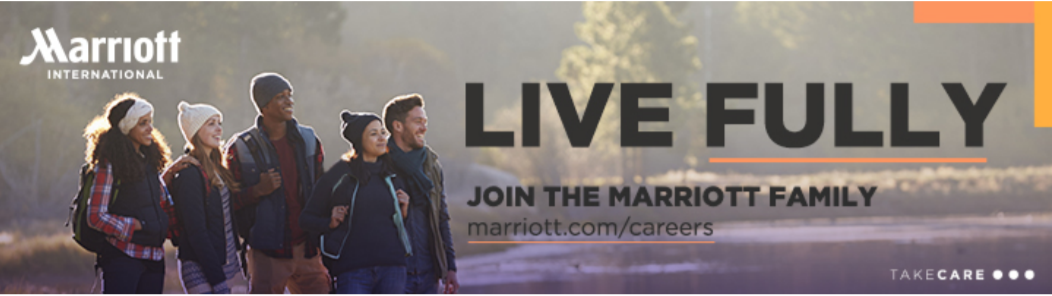 Marriott
INTERNATIONAL
LIVE FULLY
JOIN THE MARRIOTT FAMILY
marriott.com/careers
TAKECARE